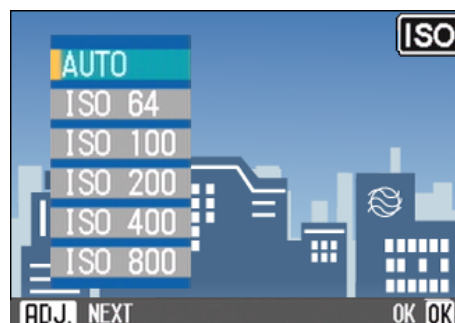 ISO
AUTO
ISO 64
ISO 100
ISO 200
ISO 400
ISO 800
ADJ. NEXT OK OK